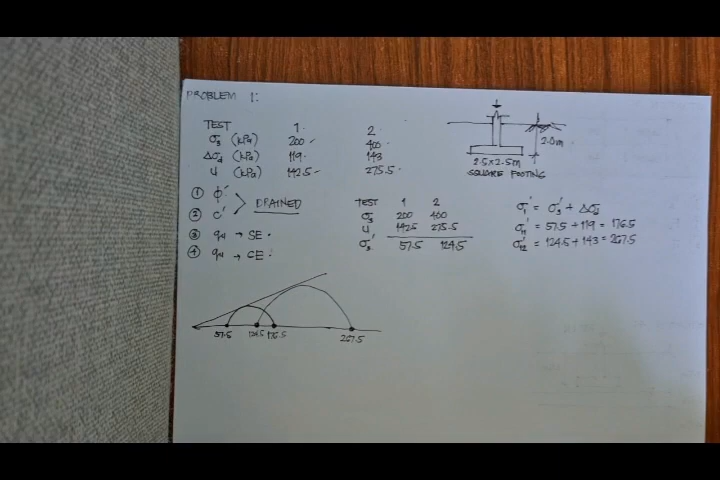 PROBLEM 1:
TEST 1 2
σ3 (kPa) 200 400
Δσd (kPa) 119 143
u (kPa) 142.5 275.5
2.0m
2.5x2.5m
SQUARE FOOTING
① φ'
DRAINED
② c'
③ qu → SE
④ qu → CE
TEST 1 2
σ3 200 400
u 142.5 275.5
σ3' 57.5 124.5
σ1' = σ3' + Δσd
σ11' = 57.5 + 119 = 176.5
σ12' = 124.5 + 143 = 267.5
57.5 124.5 176.5 267.5